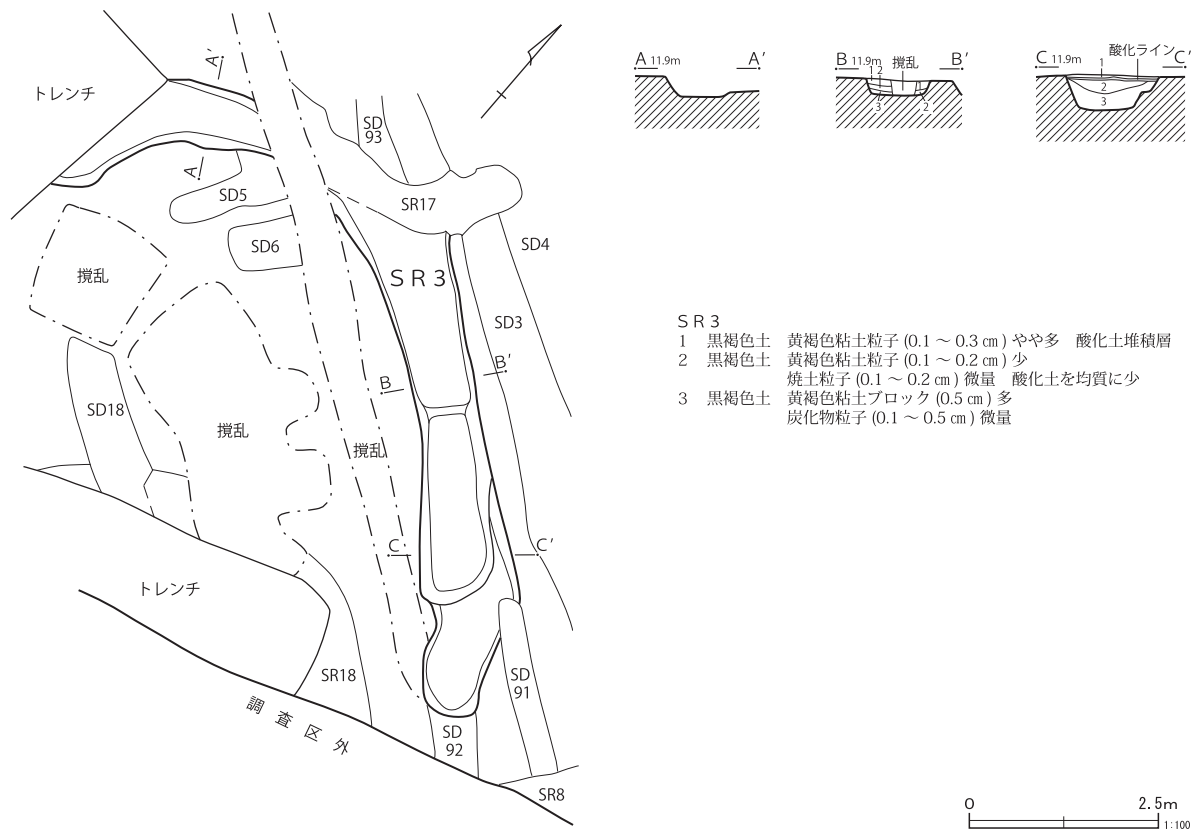 トレンチ
A'
A
SD5
SD6
SD
93
SR17
SD4
ＳＲ３
SD3
撹乱
B
B'
SD18
撹乱
撹乱
C
C'
トレンチ
SR18
SD
91
SD
92
SR8
調査区外
A 11.9m A'
B 11.9m 撹乱 B'
1 2
3 2
C 11.9m 酸化ライン C'
1
2
3
ＳＲ３
1 黒褐色土 黄褐色粘土粒子 (0.1 ～ 0.3 ㎝ ) やや多 酸化土堆積層
2 黒褐色土 黄褐色粘土粒子 (0.1 ～ 0.2 ㎝ ) 少
焼土粒子 (0.1 ～ 0.2 ㎝ ) 微量 酸化土を均質に少
3 黒褐色土 黄褐色粘土ブロック (0.5 ㎝ ) 多
炭化物粒子 (0.1 ～ 0.5 ㎝ ) 微量
0 2.5m
1:100